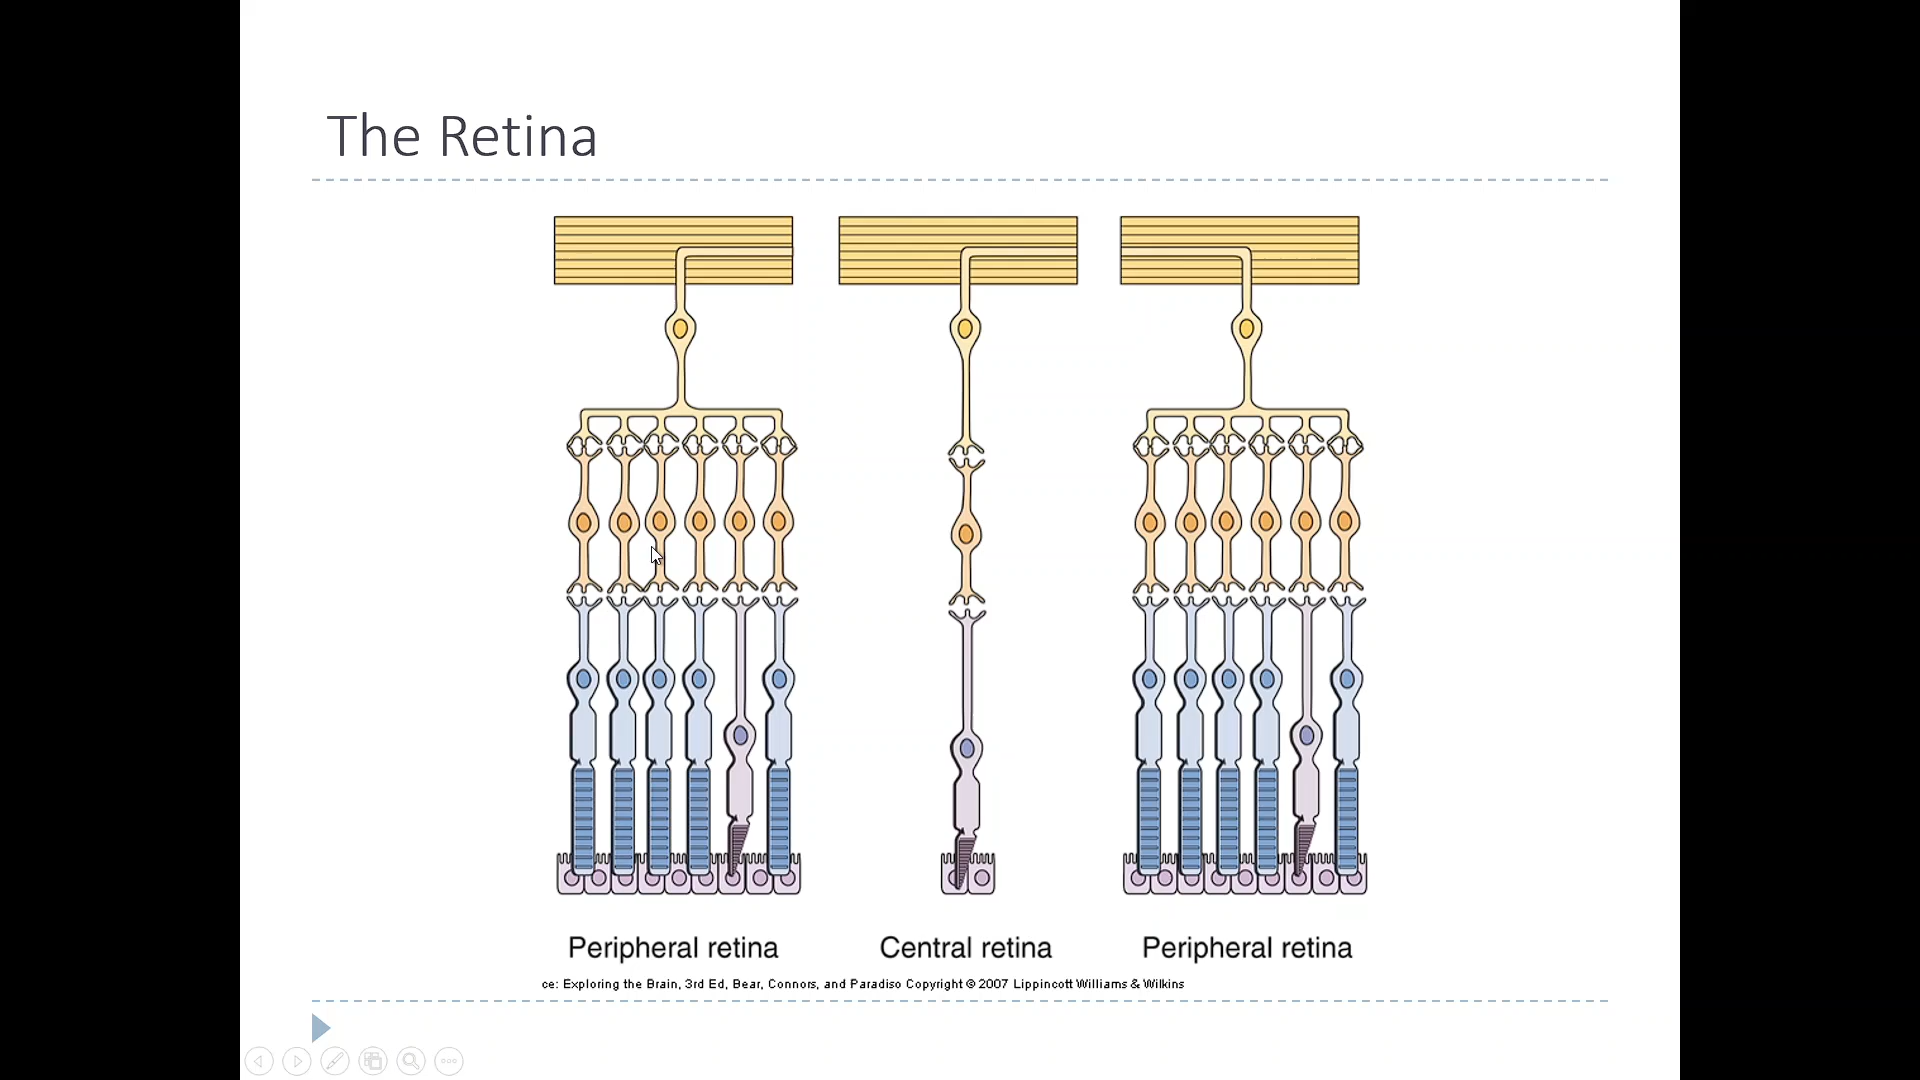 The Retina
Peripheral retina
Central retina
Peripheral retina
ce: Exploring the Brain, 3rd Ed, Bear, Connors, and Paradiso Copyright © 2007 Lippincott Williams & Wilkins